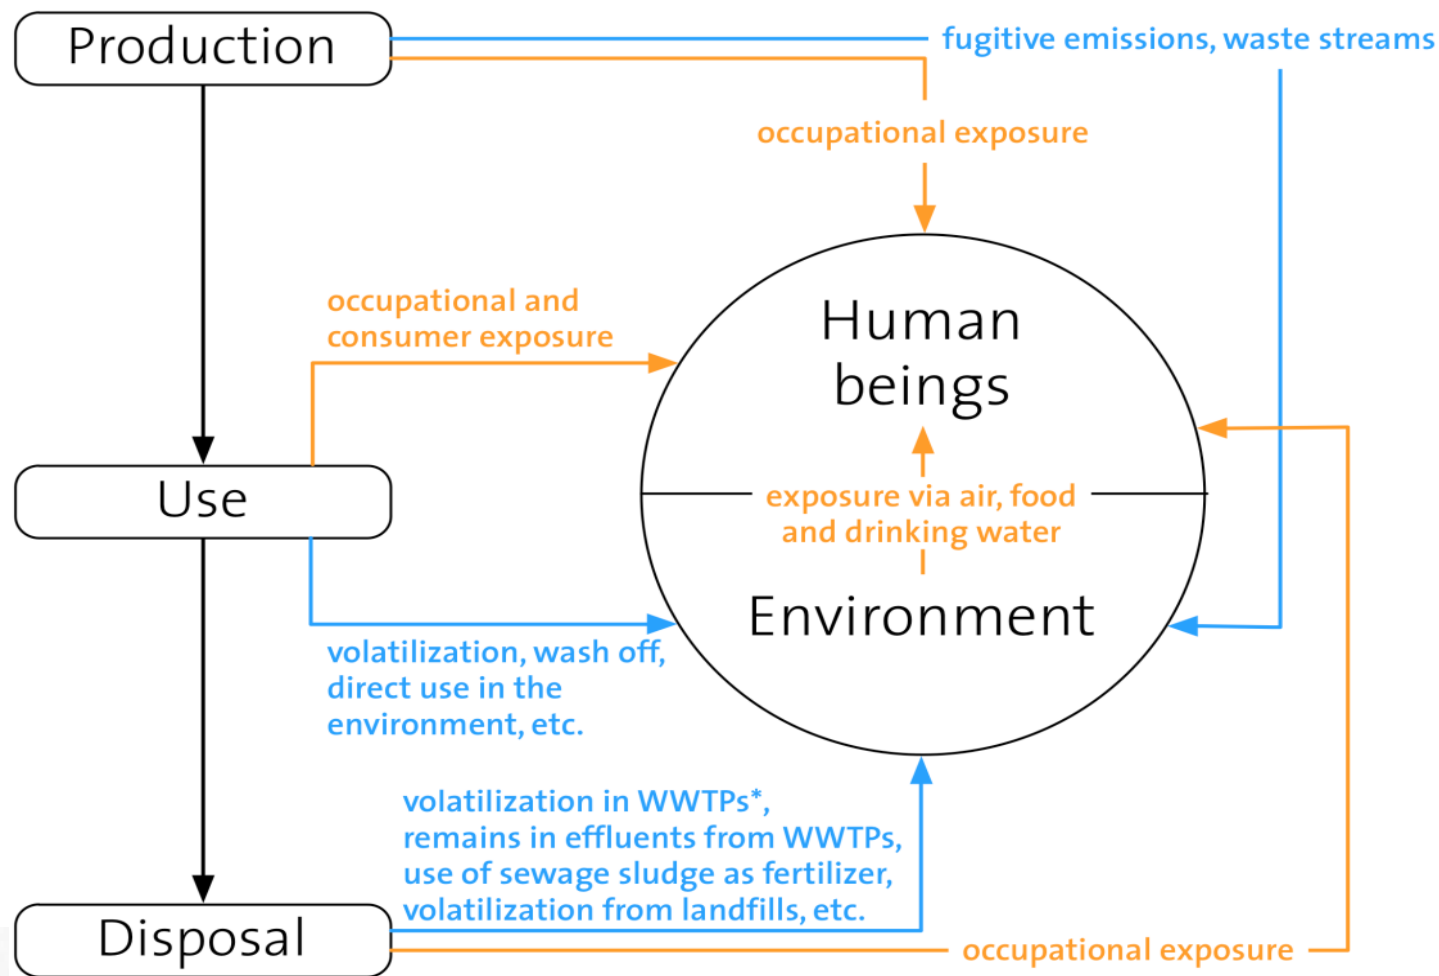 Production
fugitive emissions, waste streams
occupational exposure
occupational and
consumer exposure
Human
beings
Use
exposure via air, food
and drinking water
Environment
volatilization, wash off,
direct use in the
environment, etc.
volatilization in WWTPs*,
remains in effluents from WWTPs,
use of sewage sludge as fertilizer,
volatilization from landfills, etc.
Disposal
occupational exposure